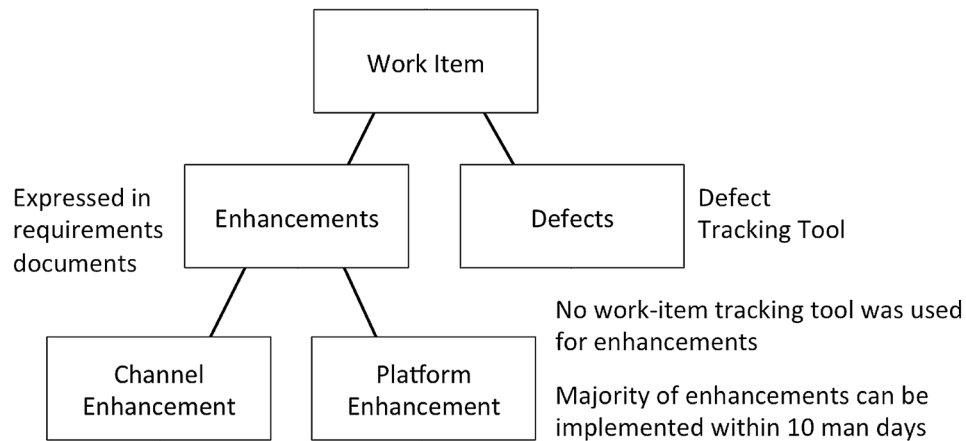 Work Item
Expressed in
requirements
documents
Enhancements
Defects
Defect
Tracking Tool
Channel
Enhancement
Platform
Enhancement
No work-item tracking tool was used
for enhancements
Majority of enhancements can be
implemented within 10 man days